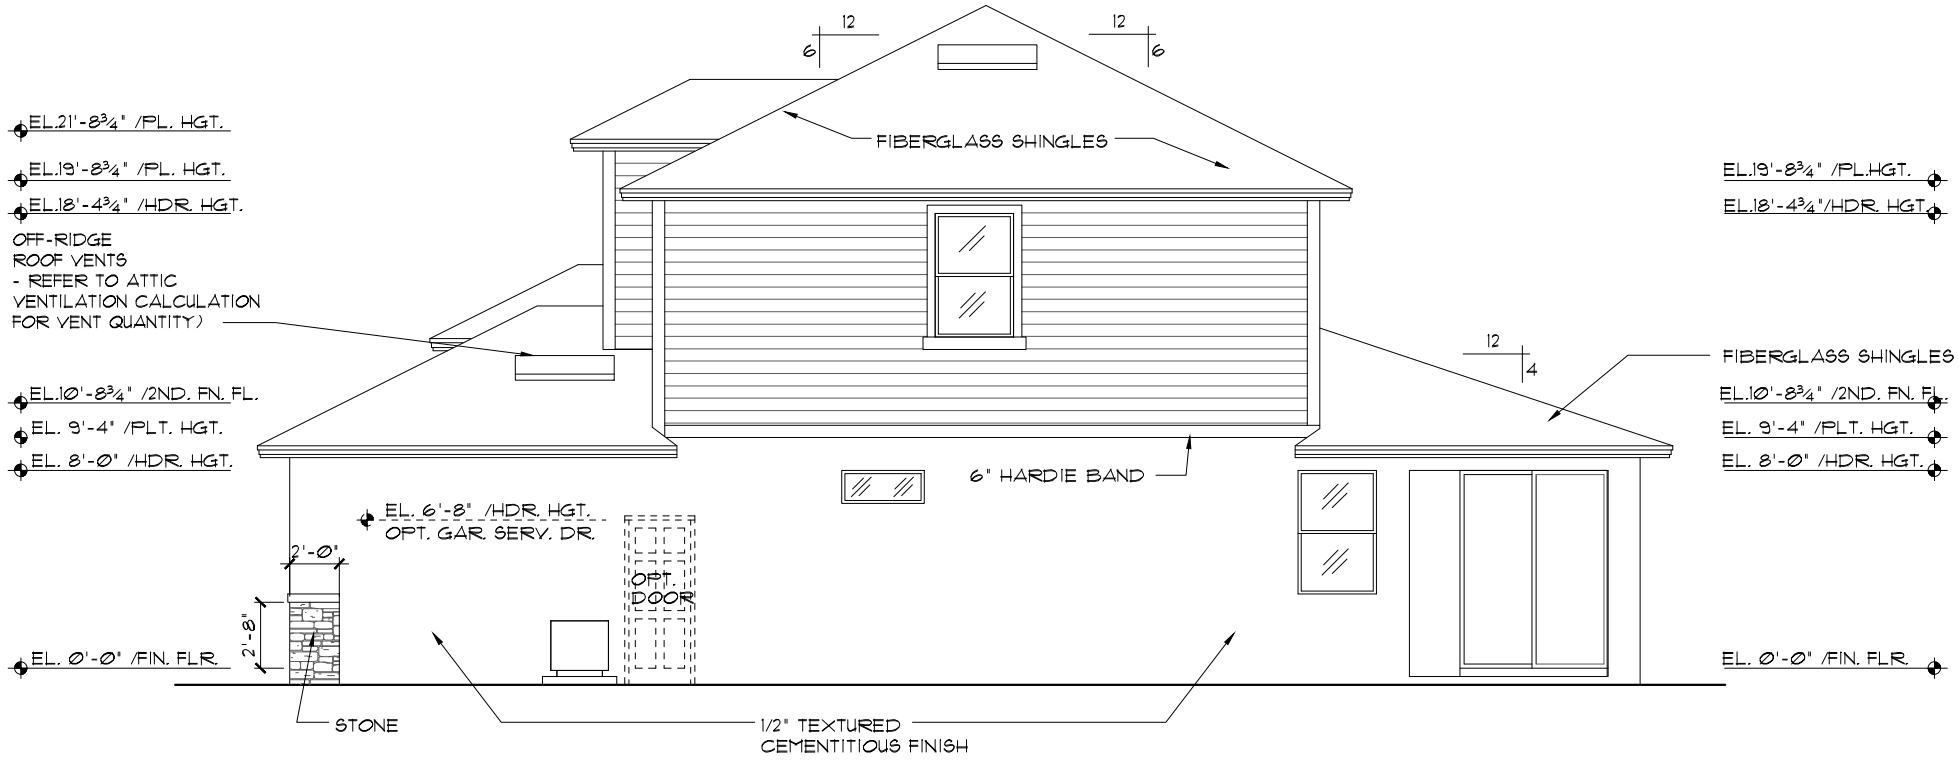 12
12
6
6
EL.21'-8¾" /PL. HGT.
FIBERGLASS SHINGLES
EL.19'-8¾" /PL. HGT.
EL.19'-8¾" /PL.HGT.
EL.18'-4¾" /HDR. HGT.
EL.18'-4¾"/HDR. HGT.
OFF-RIDGE
ROOF VENTS
- REFER TO ATTIC
VENTILATION CALCULATION
FOR VENT QUANTITY)
12
4
FIBERGLASS SHINGLES
EL.10'-8¾" /2ND. FN. FL.
EL.10'-8¾" /2ND. FN. FL.
EL. 9'-4" /PLT. HGT.
EL. 9'-4" /PLT. HGT.
EL. 8'-0" /HDR. HGT.
EL. 8'-0" /HDR. HGT.
6" HARDIE BAND
EL. 6'-8" /HDR. HGT.
OPT. GAR. SERV. DR.
2'-0"
OPT.
DOOR
2'-8"
EL. 0'-0" /FIN. FLR.
EL. 0'-0" /FIN. FLR.
STONE
1/2" TEXTURED
CEMENTITIOUS FINISH